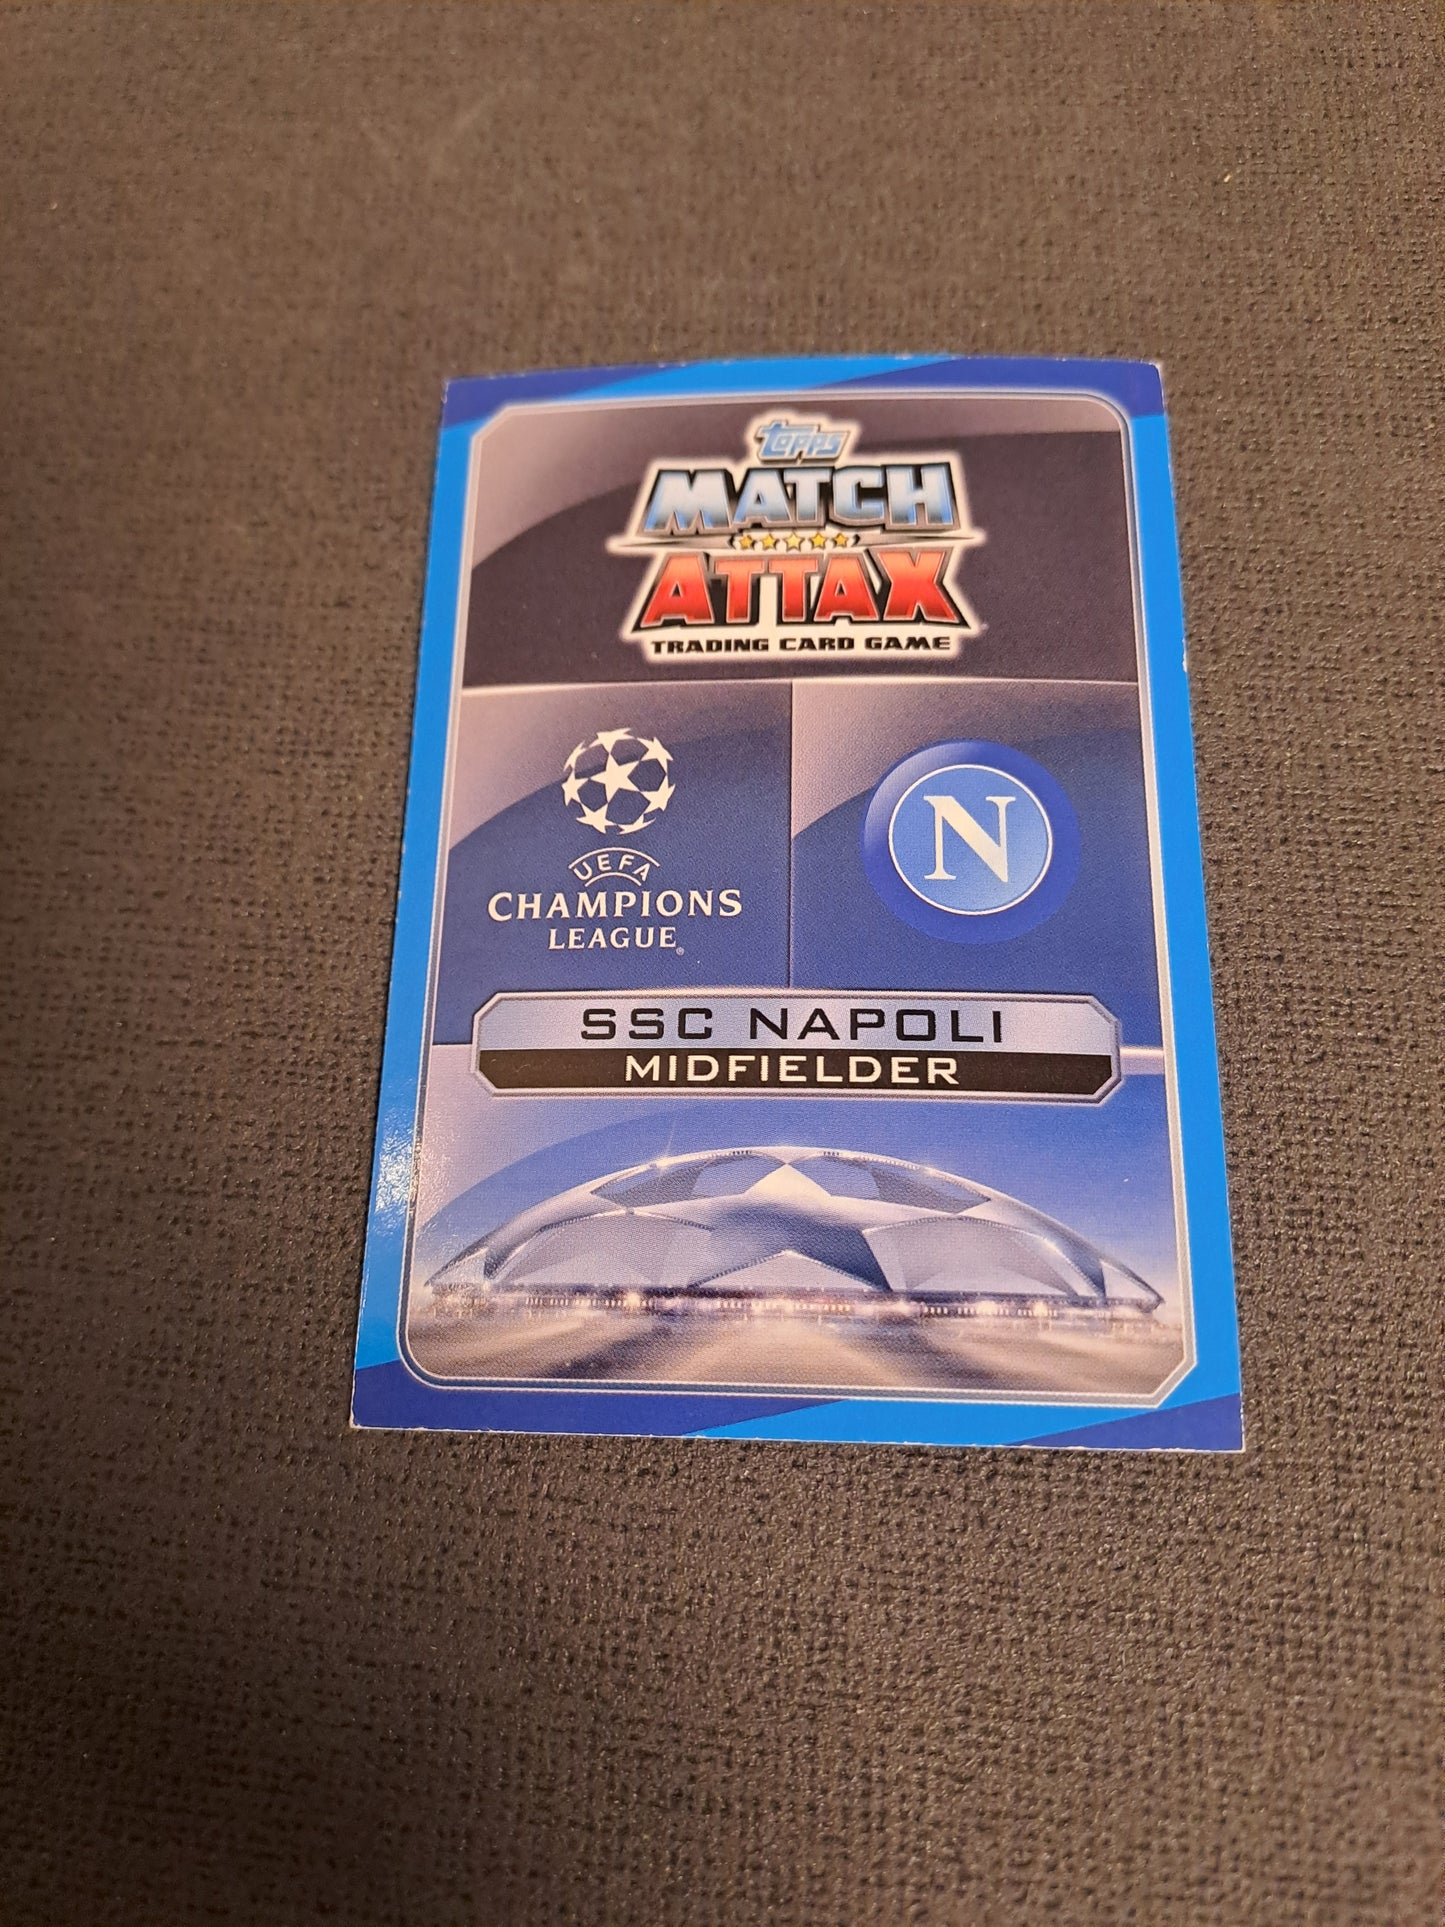 Topps
MATCH
ATTAX
TRADING CARD GAME
UEFA
CHAMPIONS
LEAGUE®
N
SSC NAPOLI
MIDFIELDER